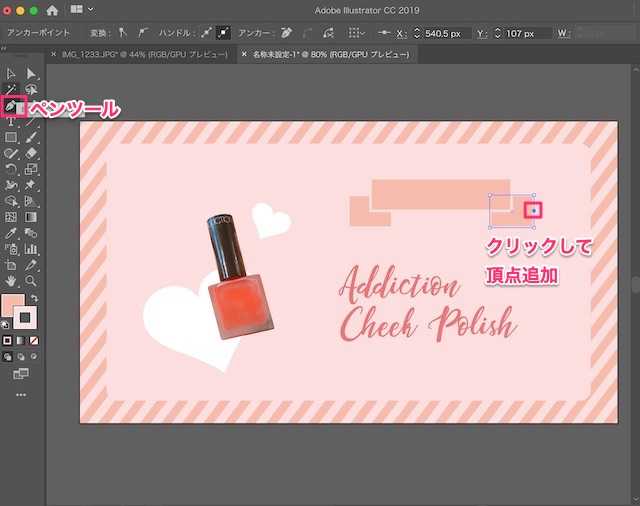 Adobe Illustrator CC 2019
アンカーポイント 変換： ハンドル： アンカー： X： 540.5 px Y： 107 px W：
× IMG_1233.JPG* @ 44% (RGB/GPU プレビュー) × 名称未設定-1* @ 80% (RGB/GPU プレビュー)
ペンツール
クリックして
頂点追加
Addiction
Cheek Polish